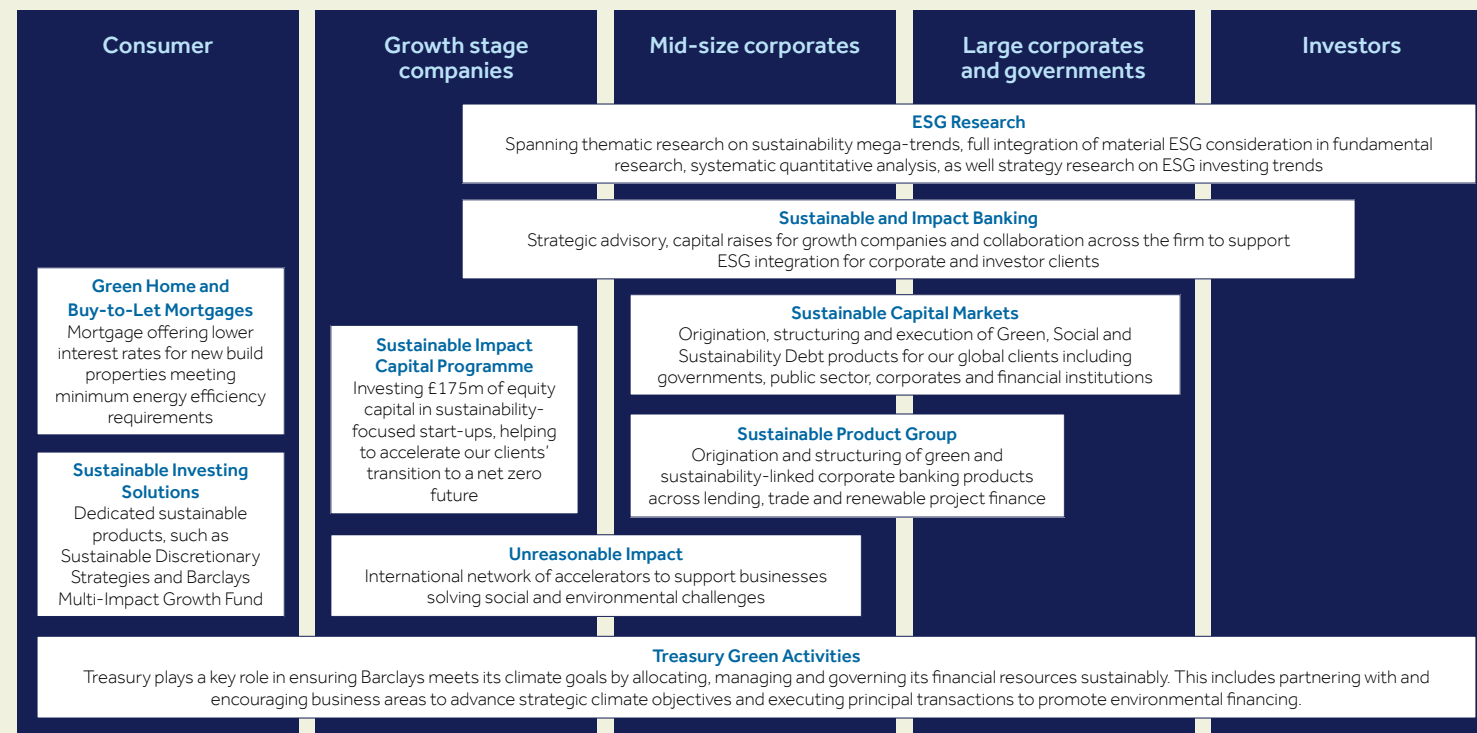 Consumer
Growth stage
companies
Mid-size corporates
Large corporates
and governments
Investors
ESG Research
Spanning thematic research on sustainability mega-trends, full integration of material ESG consideration in fundamental
research, systematic quantitative analysis, as well strategy research on ESG investing trends
Sustainable and Impact Banking
Strategic advisory, capital raises for growth companies and collaboration across the firm to support
ESG integration for corporate and investor clients
Green Home and
Buy-to-Let Mortgages
Mortgage offering lower
interest rates for new build
properties meeting
minimum energy efficiency
requirements
Sustainable Investing
Solutions
Dedicated sustainable
products, such as
Sustainable Discretionary
Strategies and Barclays
Multi-Impact Growth Fund
Sustainable Impact
Capital Programme
Investing £175m of equity
capital in sustainability-
focused start-ups, helping
to accelerate our clients'
transition to a net zero
future
Sustainable Capital Markets
Origination, structuring and execution of Green, Social and
Sustainability Debt products for our global clients including
governments, public sector, corporates and financial institutions
Sustainable Product Group
Origination and structuring of green and
sustainability-linked corporate banking products
across lending, trade and renewable project finance
Unreasonable Impact
International network of accelerators to support businesses
solving social and environmental challenges
Treasury Green Activities
Treasury plays a key role in ensuring Barclays meets its climate goals by allocating, managing and governing its financial resources sustainably. This includes partnering with and
encouraging business areas to advance strategic climate objectives and executing principal transactions to promote environmental financing.